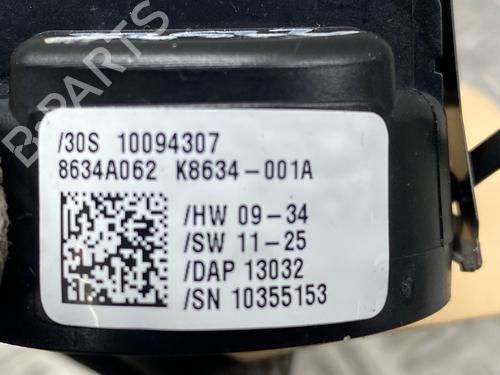 B-PARTS
/30S 10094307
8634A062 K8634-001A
/HW 09-34
/SW 11-25
/DAP 13032
/SN 10355153